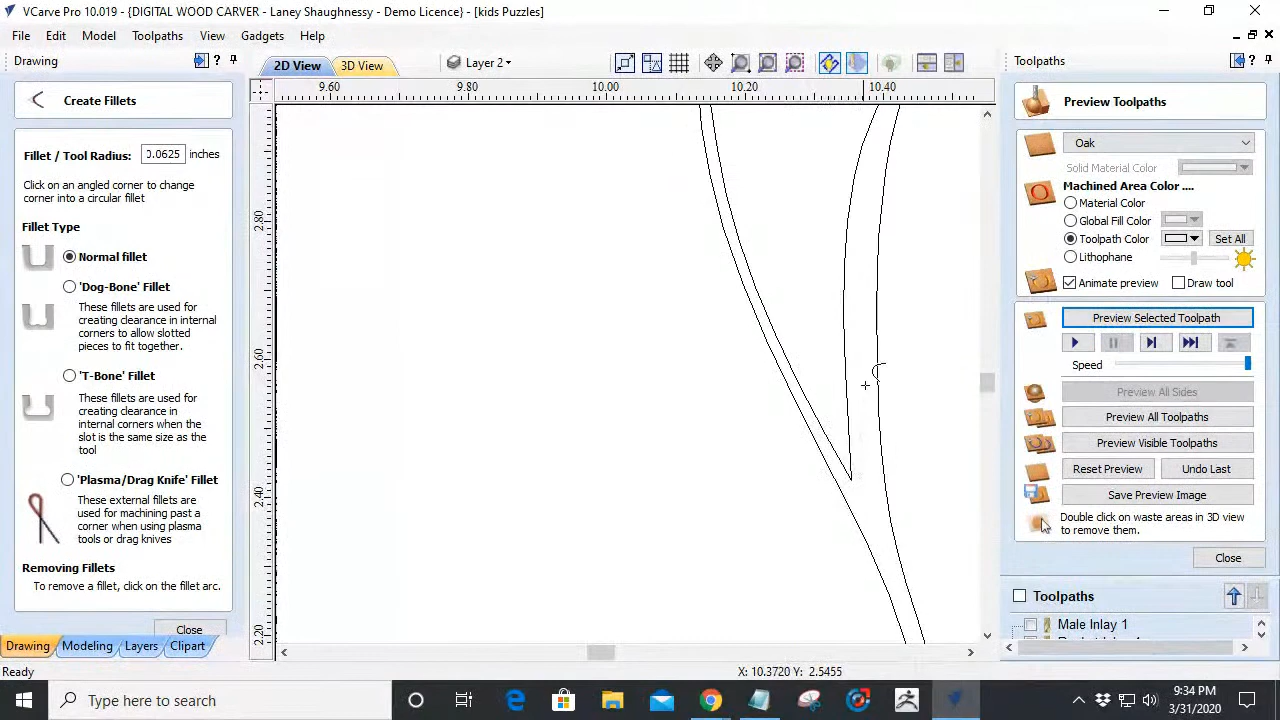 VCarve Pro 10.019 - {DIGITAL WOOD CARVER - Laney Shaughnessy - Demo Licence} - [kids Puzzles]
File Edit Model Toolpaths View Gadgets Help
Drawing
Create Fillets
Fillet / Tool Radius: 0.0625 inches
Click on an angled corner to change
corner into a circular fillet
Fillet Type
Normal fillet
'Dog-Bone' Fillet
These fillets are used for
creating clearance in internal
corners to allow slotted
pieces to fit together.
'T-Bone' Fillet
These fillets are used for
creating clearance in
internal corners when the
slot is the same size as the
tool
'Plasma/Drag Knife' Fillet
These external fillets are
used for machining past a
corner when using plasma
tools or drag knives
Removing Fillets
To remove a fillet, click on the fillet arc.
Close
Drawing Modeling Layers Clipart
2D View 3D View Layer 2
9.60 9.80 10.00 10.20 10.40
2.80
2.60
2.40
2.20
Toolpaths
Preview Toolpaths
Oak
Solid Material Color
Machined Area Color ....
Material Color
Global Fill Color
Toolpath Color Set All
Lithophane
Animate preview Draw tool
Preview Selected Toolpath
Speed
Preview All Sides
Preview All Toolpaths
Preview Visible Toolpaths
Reset Preview Undo Last
Save Preview Image
Double click on waste areas in 3D view
to remove them.
Close
Toolpaths
Male Inlay 1
Ready X: 10.3720 Y: 2.5455
Type here to search
9:34 PM
3/31/2020